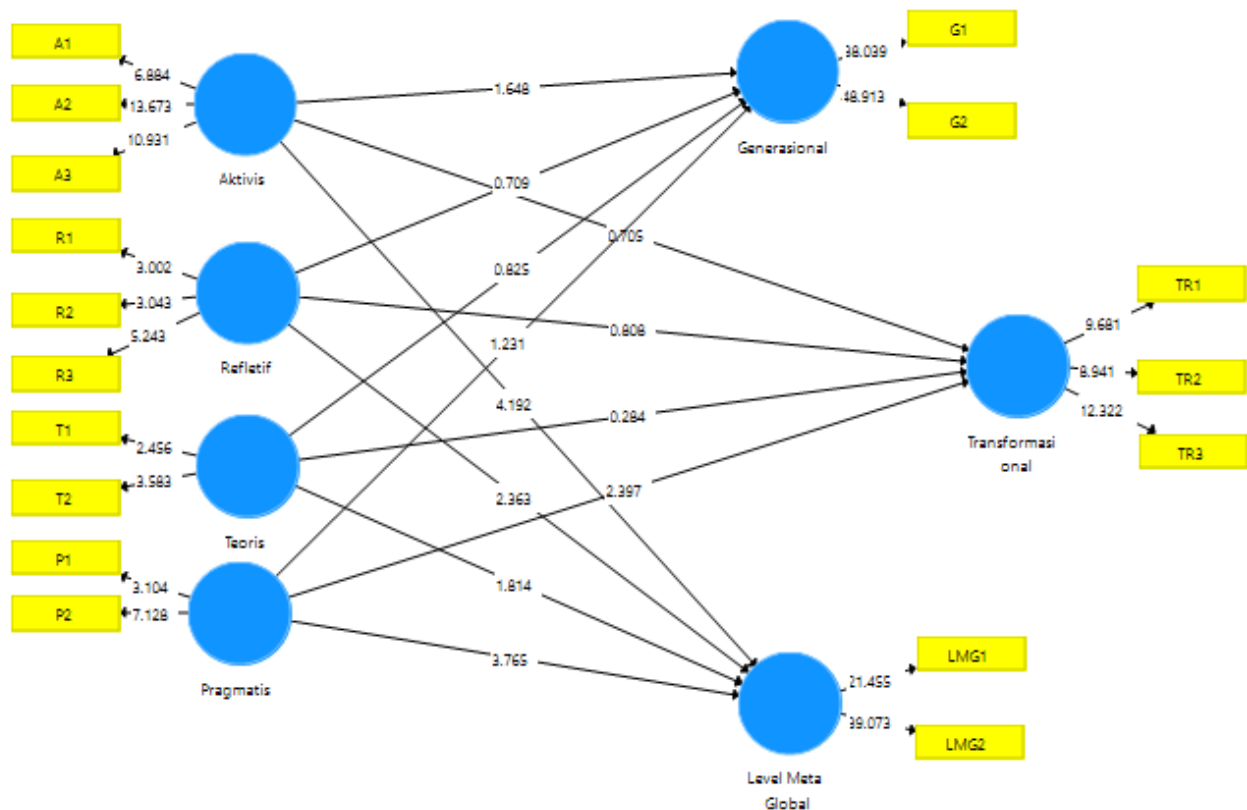 A1
6.884
A2
13.673
10.931
A3
Aktivis
R1
3.002
R2
3.043
5.243
R3
Refletif
T1
2.456
T2
3.583
Teoris
P1
3.104
P2
7.128
Pragmatis
1.648
0.709
0.705
0.825
0.808
1.231
4.192
0.284
2.363
2.397
1.814
3.765
G1
38.039
48.913
G2
Generasional
TR1
9.681
8.941
TR2
12.322
TR3
Transformasi
onal
LMG1
21.455
39.073
LMG2
Level Meta
Global